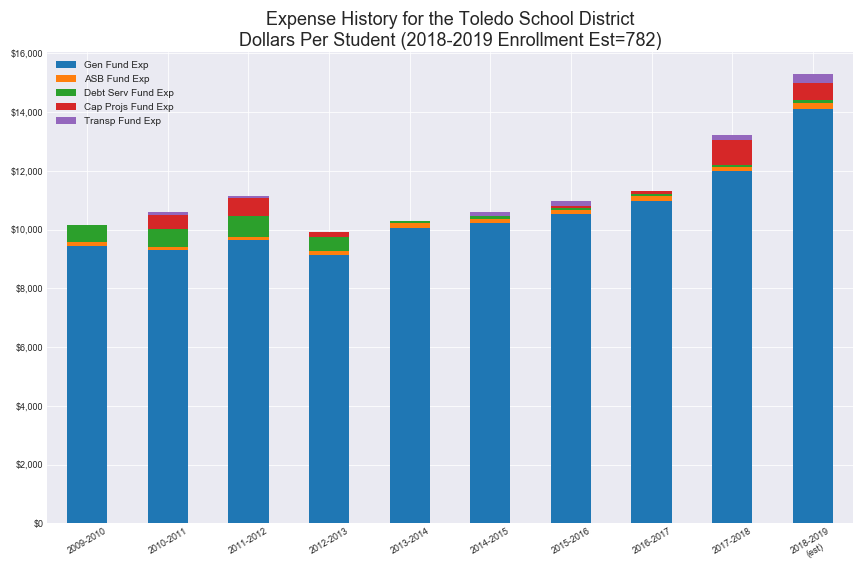 Expense History for the Toledo School District
Dollars Per Student (2018-2019 Enrollment Est=782)
$16,000
$14,000
$12,000
$10,000
$8,000
$6,000
$4,000
$2,000
$0
Gen Fund Exp
ASB Fund Exp
Debt Serv Fund Exp
Cap Projs Fund Exp
Transp Fund Exp
2009-2010
2010-2011
2011-2012
2012-2013
2013-2014
2014-2015
2015-2016
2016-2017
2017-2018
2018-2019
(est)